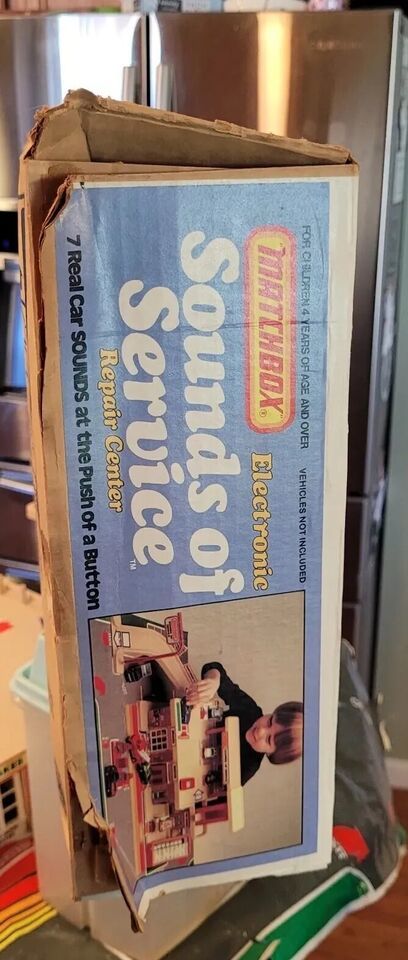 FOR CHILDREN 4 YEARS OF AGE AND OVER
VEHICLES NOT INCLUDED
MATCHBOX®
Electronic
Sounds of
Service™
Repair Center
7 Real Car SOUNDS at the Push of a Button